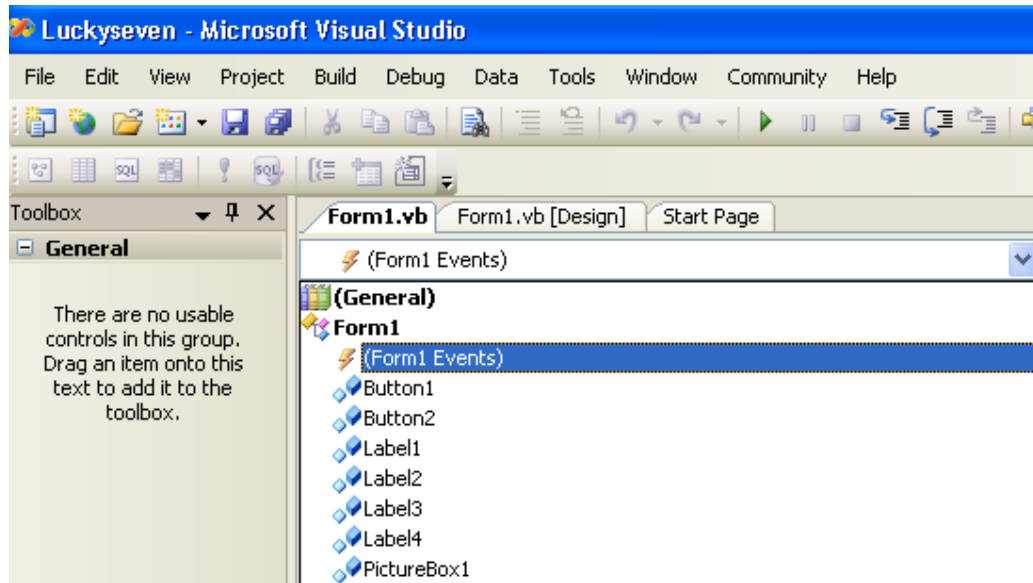 Luckyseven - Microsoft Visual Studio
File Edit View Project Build Debug Data Tools Window Community Help
SQL SQL
Toolbox
Form1.vb Form1.vb [Design] Start Page
General
(Form1 Events)
There are no usable
controls in this group.
Drag an item onto this
text to add it to the
toolbox.
(General)
Form1
(Form1 Events)
Button1
Button2
Label1
Label2
Label3
Label4
PictureBox1